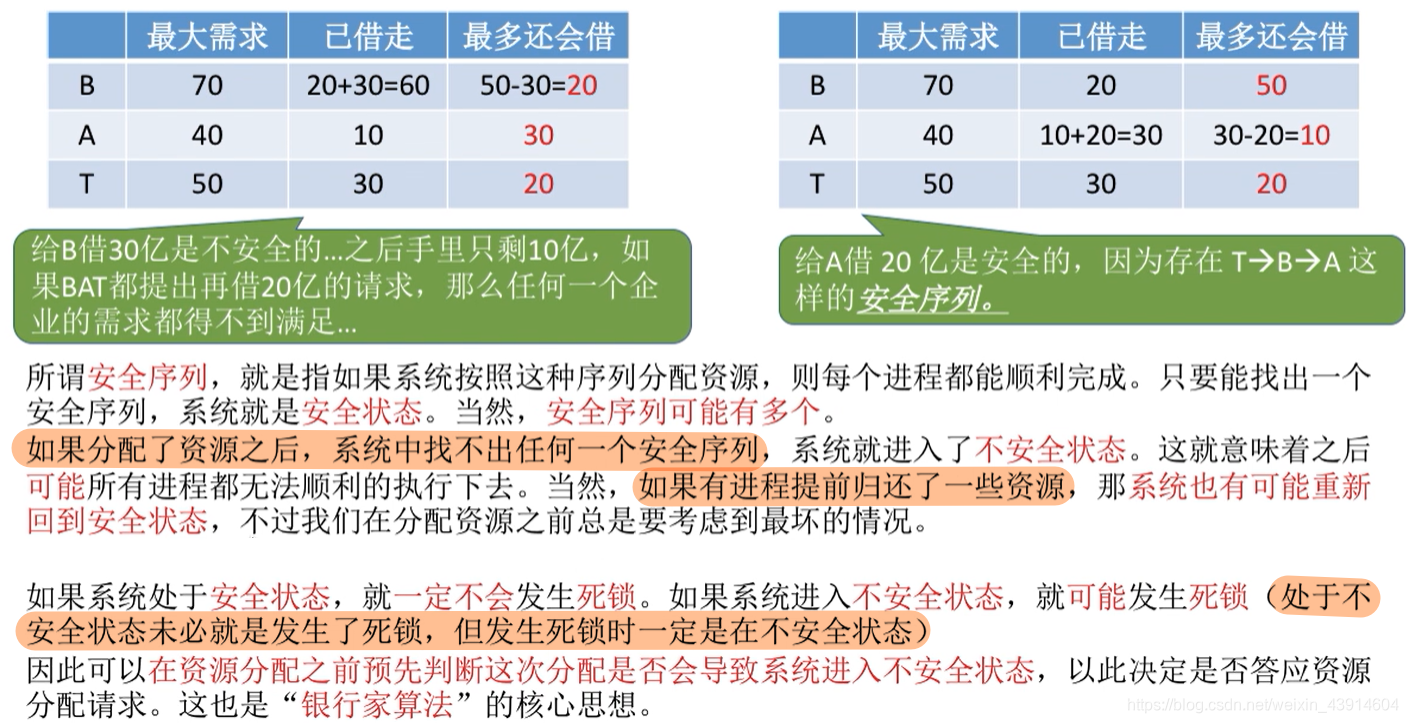 最大需求 已借走 最多还会借
B 70 20+30=60 50-30=20
A 40 10 30
T 50 30 20
给B借30亿是不安全的…之后手里只剩10亿，如
果BAT都提出再借20亿的请求，那么任何一个企
业的需求都得不到满足…
最大需求 已借走 最多还会借
B 70 20 50
A 40 10+20=30 30-20=10
T 50 30 20
给A借 20 亿是安全的，因为存在 T→B→A 这
样的安全序列。
所谓安全序列，就是指如果系统按照这种序列分配资源，则每个进程都能顺利完成。只要能找出一个
安全序列，系统就是安全状态。当然，安全序列可能有多个。
如果分配了资源之后，系统中找不出任何一个安全序列，系统就进入了不安全状态。这就意味着之后
可能所有进程都无法顺利的执行下去。当然，如果有进程提前归还了一些资源，那系统也有可能重新
回到安全状态，不过我们在分配资源之前总是要考虑到最坏的情况。
如果系统处于安全状态，就一定不会发生死锁。如果系统进入不安全状态，就可能发生死锁（处于不
安全状态未必就是发生了死锁，但发生死锁时一定是在不安全状态）
因此可以在资源分配之前预先判断这次分配是否会导致系统进入不安全状态，以此决定是否答应资源
分配请求。这也是“银行家算法”的核心思想。
https://blog.csdn.net/weixin_43914604